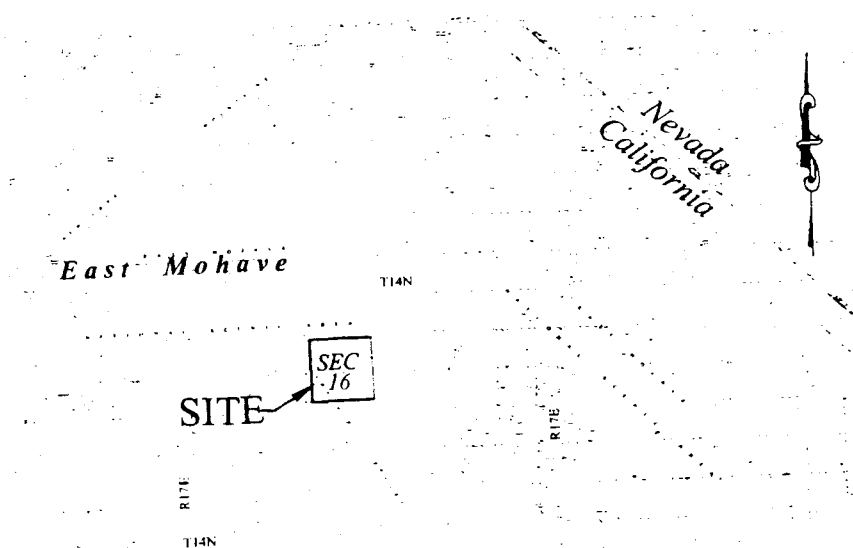 Nevada
California
East Mohave
T14N
SEC
16
SITE
R17E
R17E
T14N